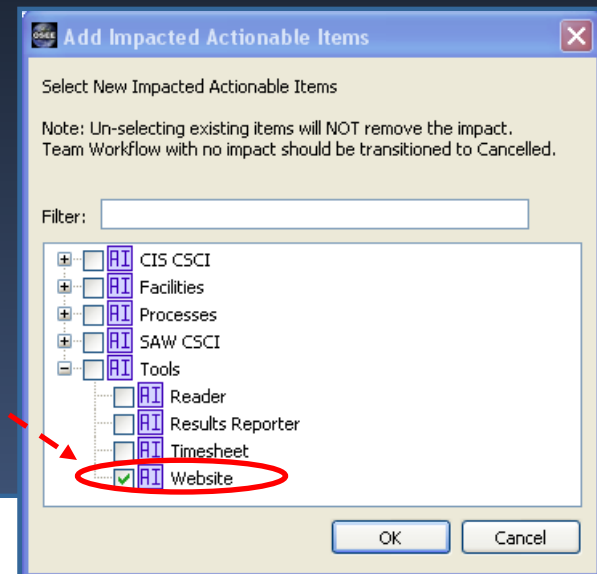 OSEE Add Impacted Actionable Items
Select New Impacted Actionable Items
Note: Un-selecting existing items will NOT remove the impact.
Team Workflow with no impact should be transitioned to Cancelled.
Filter:
AI CIS CSCI
AI Facilities
AI Processes
AI SAW CSCI
AI Tools
AI Reader
AI Results Reporter
AI Timesheet
AI Website
OK Cancel